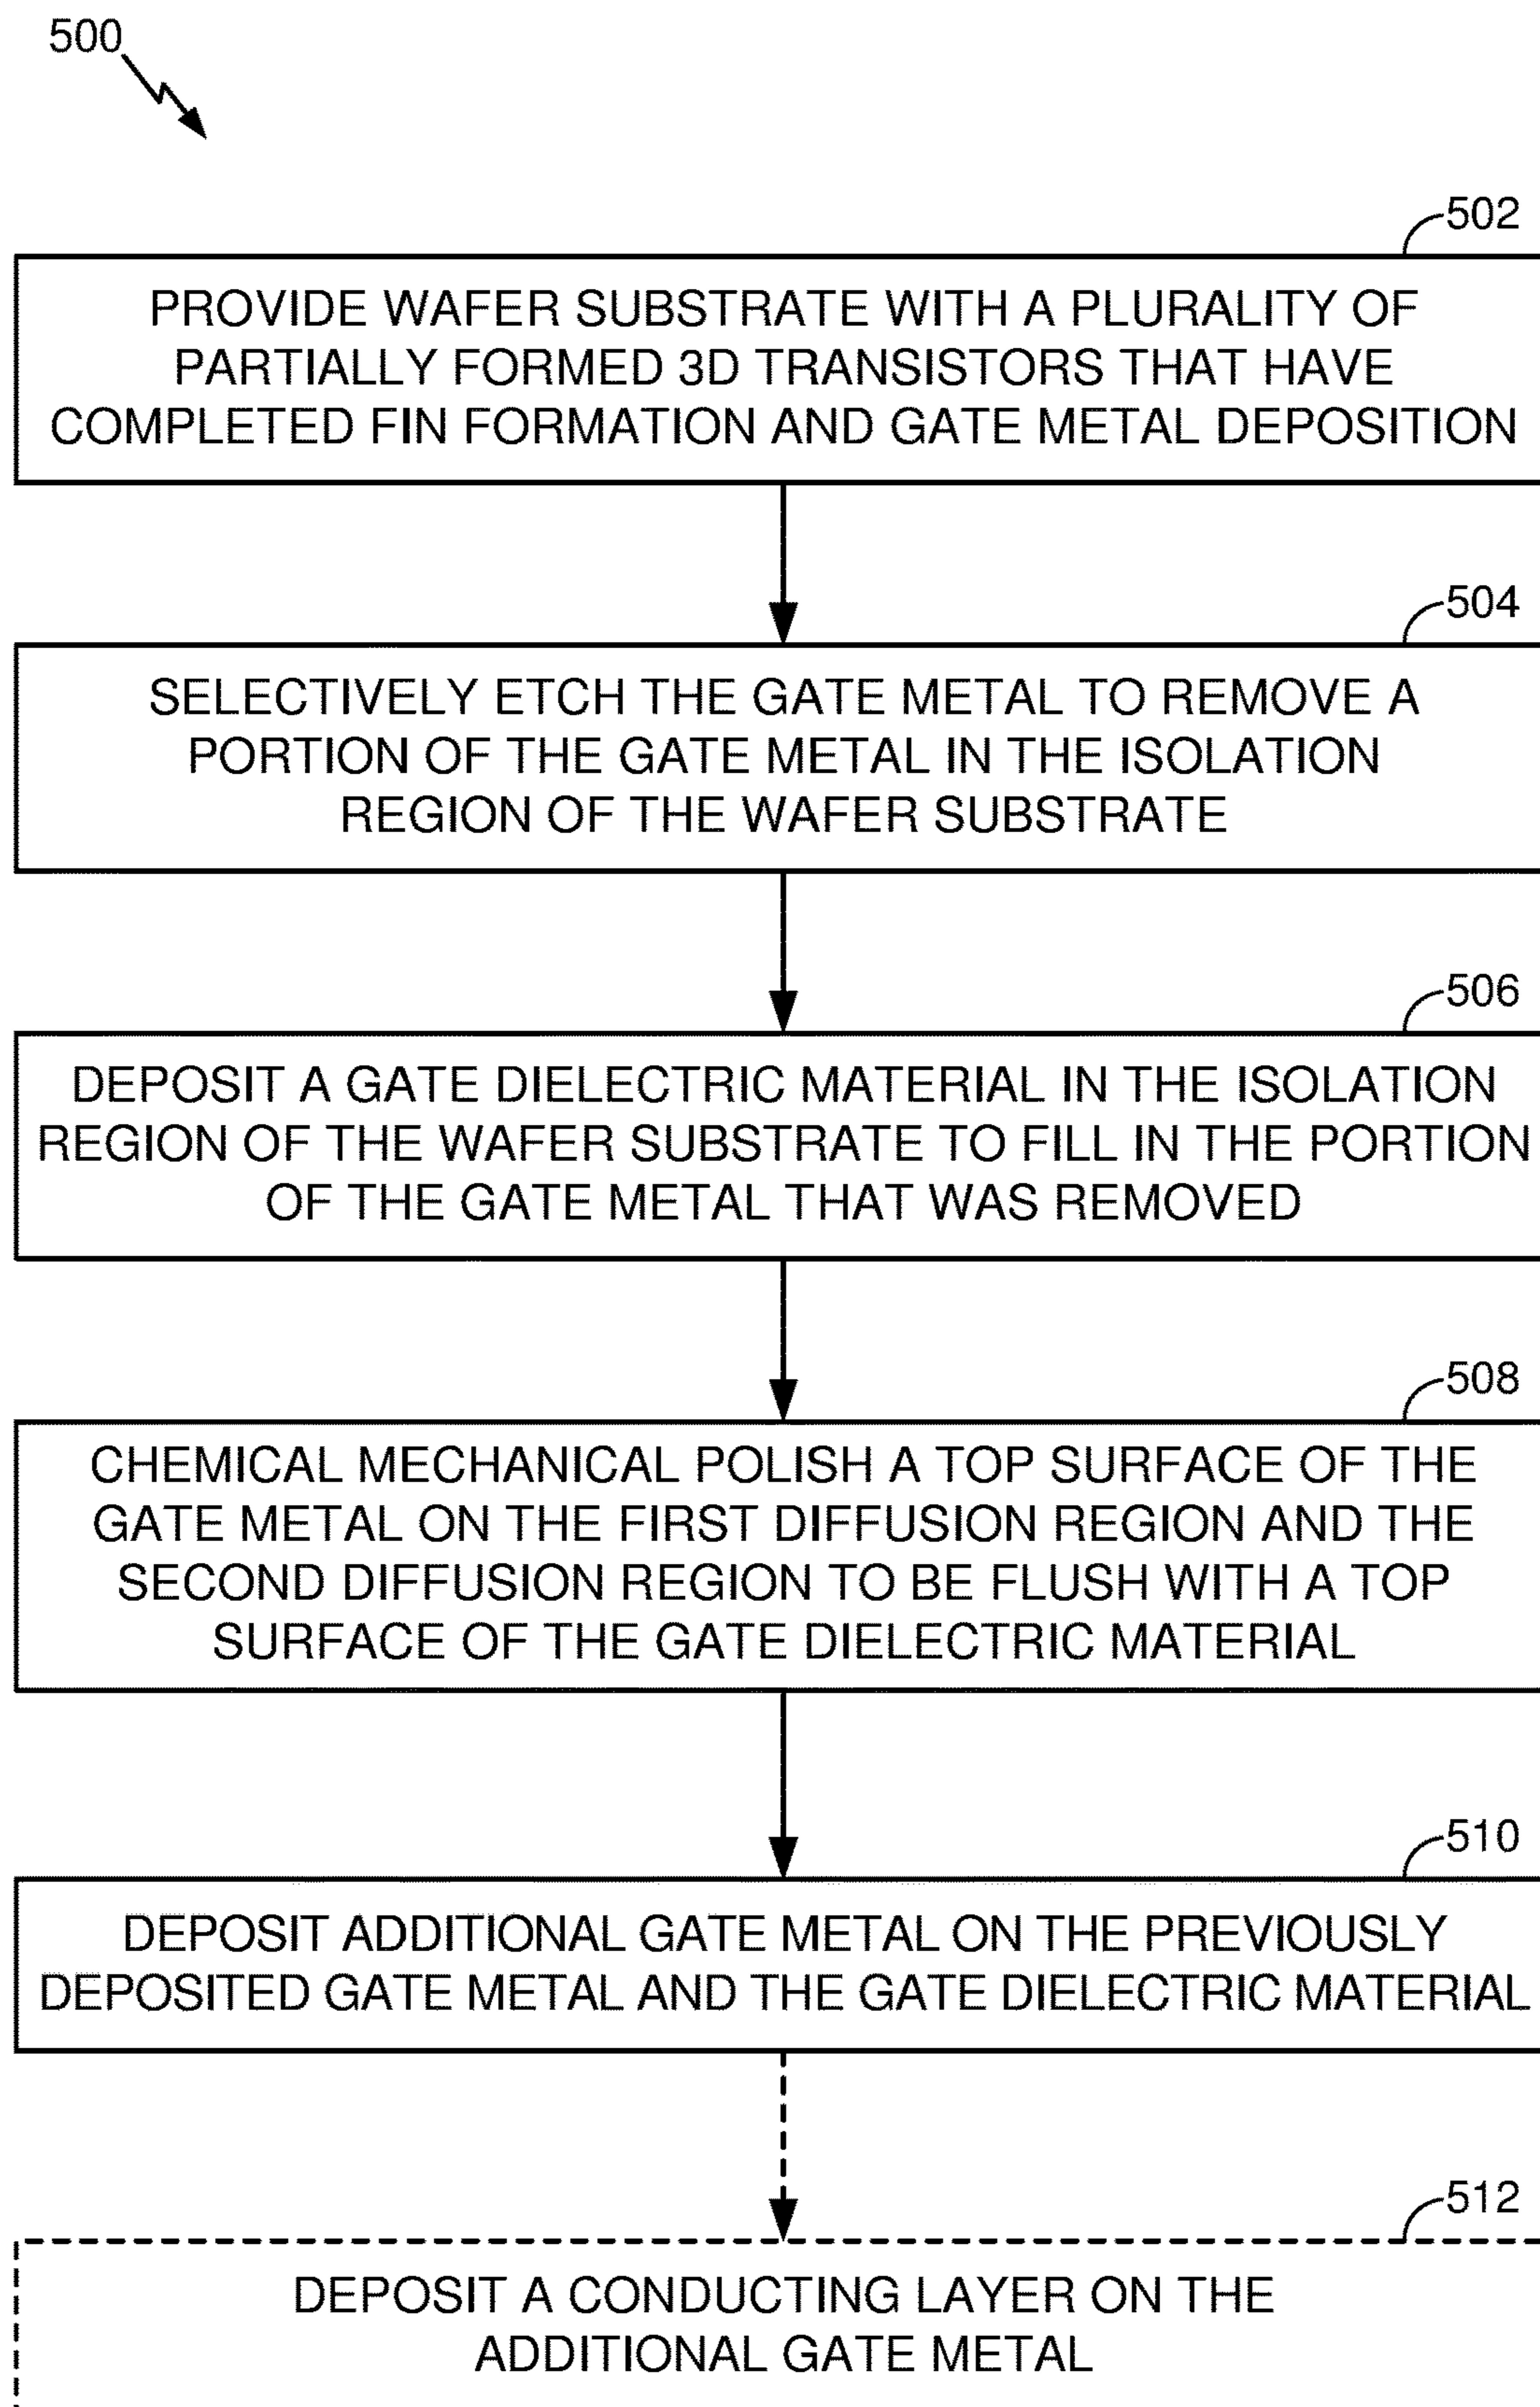 500
502
PROVIDE WAFER SUBSTRATE WITH A PLURALITY OF
PARTIALLY FORMED 3D TRANSISTORS THAT HAVE
COMPLETED FIN FORMATION AND GATE METAL DEPOSITION
504
SELECTIVELY ETCH THE GATE METAL TO REMOVE A
PORTION OF THE GATE METAL IN THE ISOLATION
REGION OF THE WAFER SUBSTRATE
506
DEPOSIT A GATE DIELECTRIC MATERIAL IN THE ISOLATION
REGION OF THE WAFER SUBSTRATE TO FILL IN THE PORTION
OF THE GATE METAL THAT WAS REMOVED
508
CHEMICAL MECHANICAL POLISH A TOP SURFACE OF THE
GATE METAL ON THE FIRST DIFFUSION REGION AND THE
SECOND DIFFUSION REGION TO BE FLUSH WITH A TOP
SURFACE OF THE GATE DIELECTRIC MATERIAL
510
DEPOSIT ADDITIONAL GATE METAL ON THE PREVIOUSLY
DEPOSITED GATE METAL AND THE GATE DIELECTRIC MATERIAL
512
DEPOSIT A CONDUCTING LAYER ON THE
ADDITIONAL GATE METAL